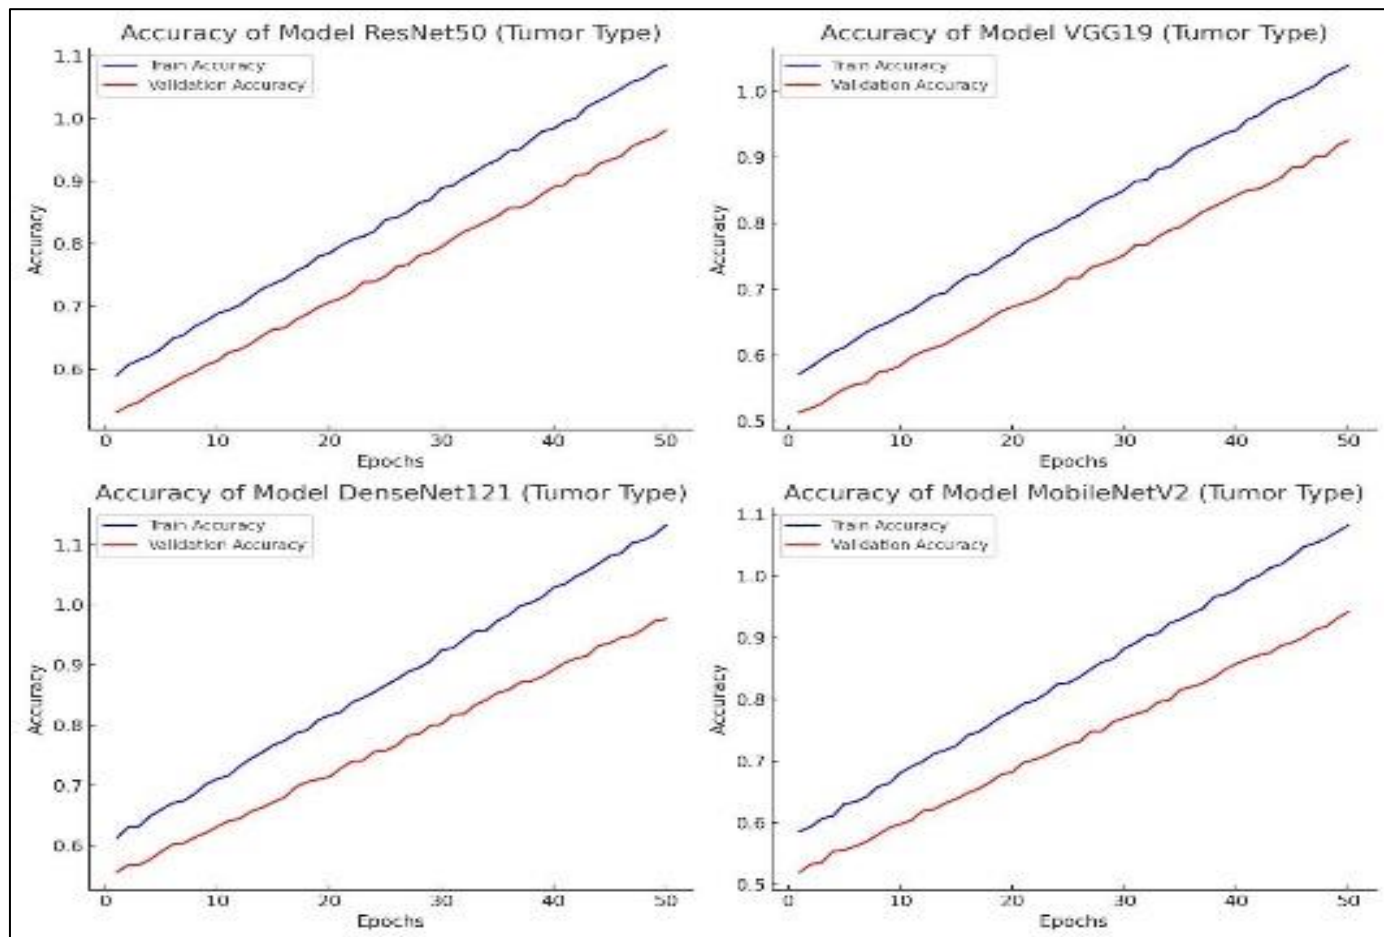 Accuracy of Model ResNet50 (Tumor Type)
Train Accuracy
Validation Accuracy
1.1
1.0
0.9
0.8
0.7
0.6
Accuracy
0 10 20 30 40 50
Epochs
Accuracy of Model VGG19 (Tumor Type)
Train Accuracy
Validation Accuracy
1.0
0.9
0.8
0.7
0.6
0.5
Accuracy
0 10 20 30 40 50
Epochs
Accuracy of Model DenseNet121 (Tumor Type)
Train Accuracy
Validation Accuracy
1.1
1.0
0.9
0.8
0.7
0.6
Accuracy
0 10 20 30 40 50
Epochs
Accuracy of Model MobileNetV2 (Tumor Type)
Train Accuracy
Validation Accuracy
1.1
1.0
0.9
0.8
0.7
0.6
0.5
Accuracy
0 10 20 30 40 50
Epochs